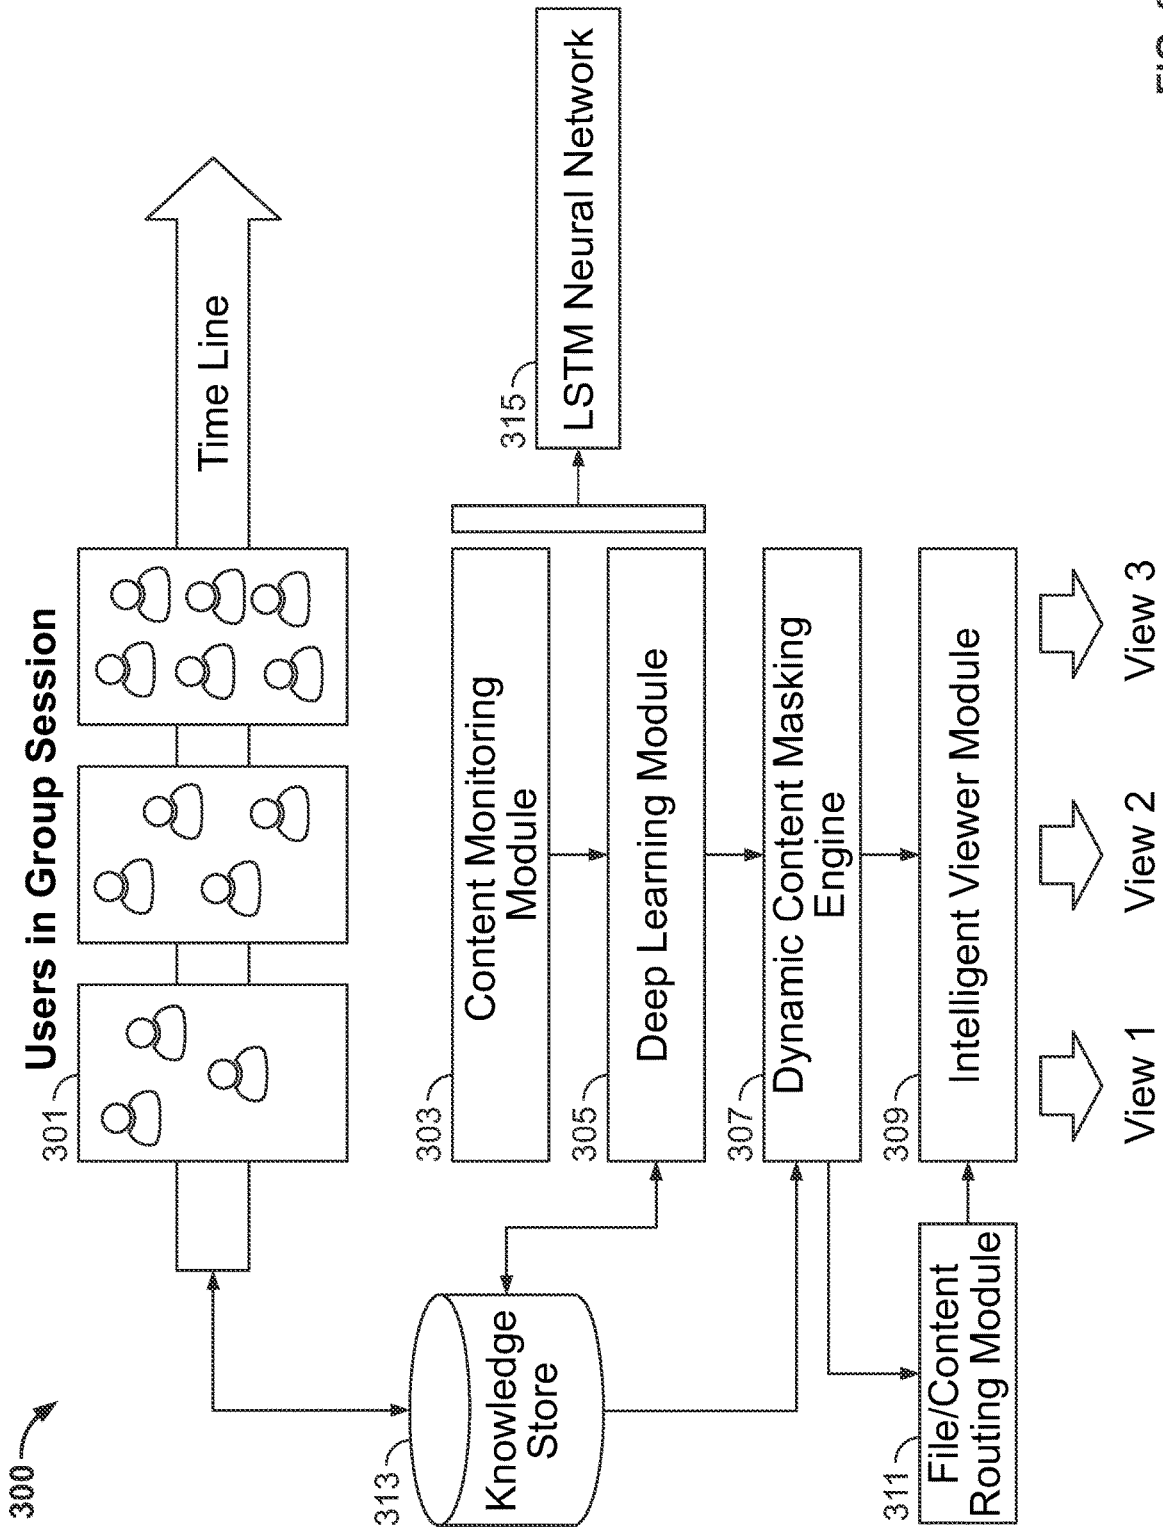 300
Users in Group Session
301
Time Line
313
Knowledge
Store
303
Content Monitoring
Module
305
Deep Learning Module
315
LSTM Neural Network
307
Dynamic Content Masking
Engine
311
File/Content
Routing Module
309
Intelligent Viewer Module
View 1
View 2
View 3